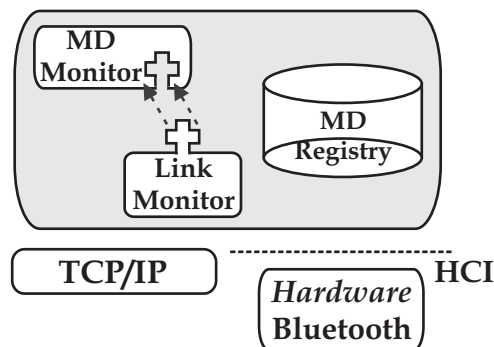 MD
Monitor
MD
Registry
Link
Monitor
TCP/IP
HCI
Hardware
Bluetooth